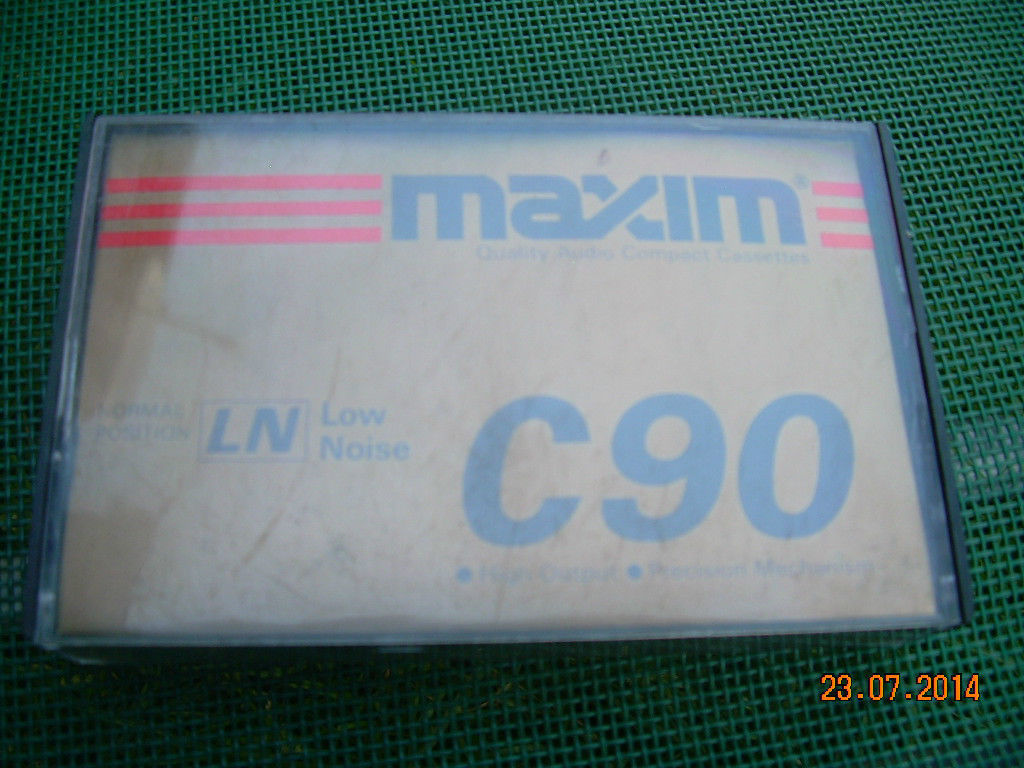 maxim®
Quality Audio Compact Cassettes
NORMAL
POSITION
LN
Low
Noise
C90
● High Output ● Precision Mechanism
23.07.2014